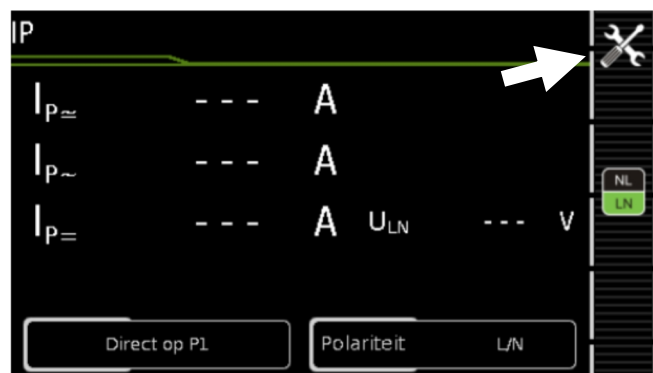 IP
IP≃ --- A
IP~ --- A
IP= --- A ULN --- V
NL
LN
Direct op P1
Polariteit L/N